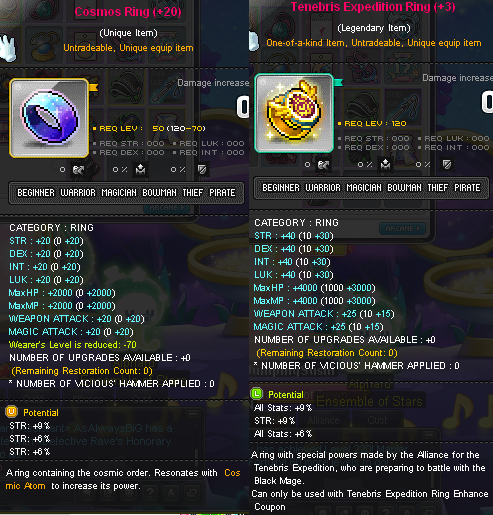 Cosmos Ring (+20)
(Unique Item)
Untradeable, Unique equip item
Damage increase
0
REQ LEV : 50 (120-70)
REQ STR : 000
REQ LUK : 000
REQ DEX : 000
REQ INT : 000
0
0 %
0 %
BEGINNER WARRIOR MAGICIAN BOWMAN THIEF PIRATE
CATEGORY : RING
STR : +20 (0 +20)
DEX : +20 (0 +20)
INT : +20 (0 +20)
LUK : +20 (0 +20)
MaxHP : +2000 (0 +2000)
MaxMP : +2000 (0 +2000)
WEAPON ATTACK : +20 (0 +20)
MAGIC ATTACK : +20 (0 +20)
Wearer's Level is reduced: -70
NUMBER OF UPGRADES AVAILABLE : +0
(Remaining Restoration Count: 0)
* NUMBER OF VICIOUS' HAMMER APPLIED : 0
U Potential
STR: +9%
STR: +6%
STR: +6%
A ring containing the cosmic order. Resonates with Cos
mic Atom to increase its power.
Tenebris Expedition Ring (+3)
(Legendary Item)
One-of-a-kind Item, Untradeable, Unique equip item
Damage increase
0
REQ LEV : 120
REQ STR : 000
REQ LUK : 000
REQ DEX : 000
REQ INT : 000
0
0 %
0 %
BEGINNER WARRIOR MAGICIAN BOWMAN THIEF PIRATE
CATEGORY : RING
STR : +40 (10 +30)
DEX : +40 (10 +30)
INT : +40 (10 +30)
LUK : +40 (10 +30)
MaxHP : +4000 (1000 +3000)
MaxMP : +4000 (1000 +3000)
WEAPON ATTACK : +25 (10 +15)
MAGIC ATTACK : +25 (10 +15)
NUMBER OF UPGRADES AVAILABLE : +0
(Remaining Restoration Count: 0)
* NUMBER OF VICIOUS' HAMMER APPLIED : 0
L Potential
All Stats: +9%
STR: +9%
All Stats: +6%
Ensemble of Stars
A ring with special powers made by the Alliance for the
Tenebris Expedition, who are preparing to battle with the
Black Mage.
Can only be used with Tenebris Expedition Ring Enhance
Coupon